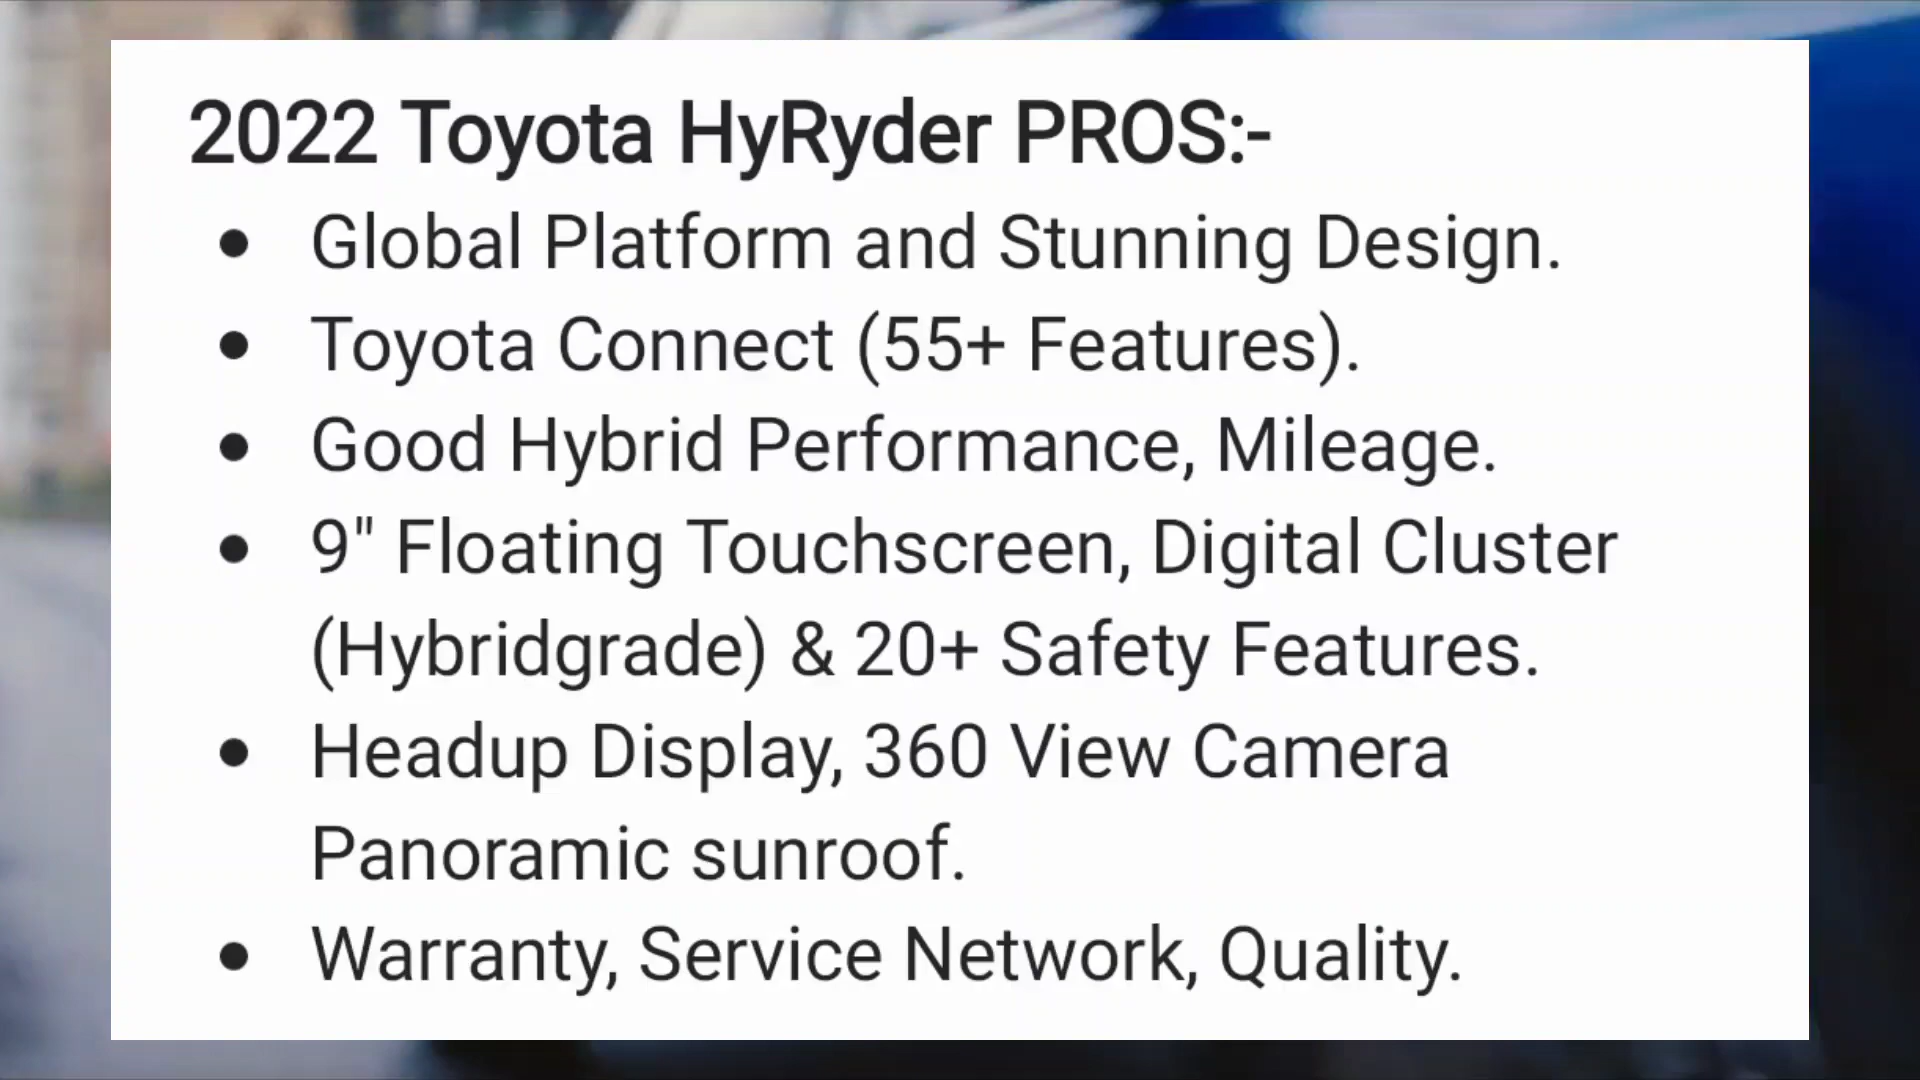 2022 Toyota HyRyder PROS:-
• Global Platform and Stunning Design.
• Toyota Connect (55+ Features).
• Good Hybrid Performance, Mileage.
• 9" Floating Touchscreen, Digital Cluster
(Hybridgrade) & 20+ Safety Features.
• Headup Display, 360 View Camera
Panoramic sunroof.
• Warranty, Service Network, Quality.